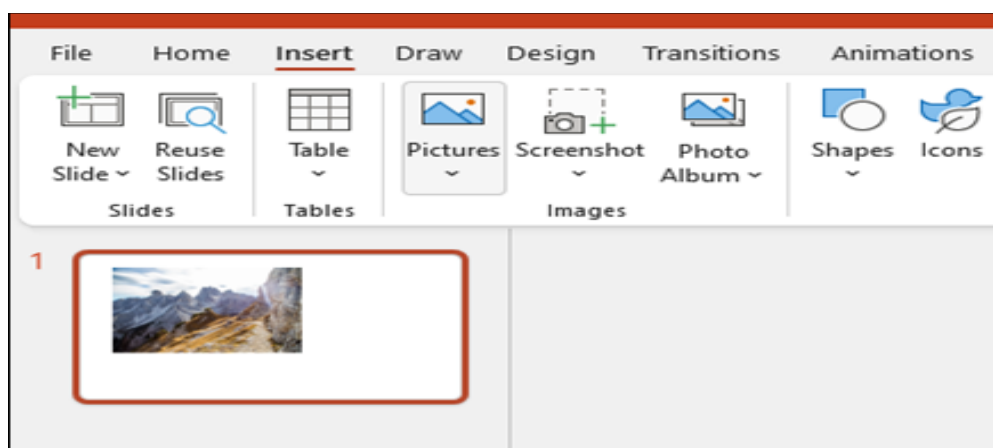 File Home Insert Draw Design Transitions Animations
New Reuse Table Pictures Screenshot Photo Shapes Icons
Slide Slides Album
Slides Tables Images
1